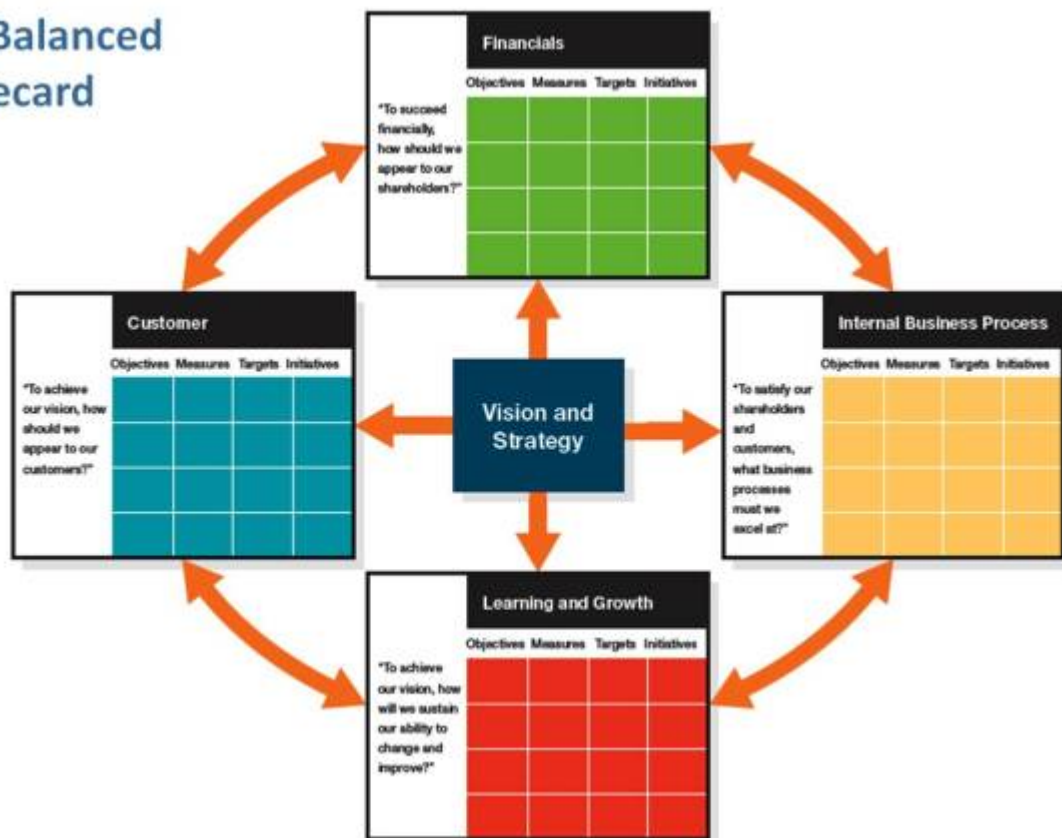 Balanced
ecard
Financials
Objectives Measures Targets Initiatives
"To succeed
financially,
how should we
appear to our
shareholders?"
Customer
Objectives Measures Targets Initiatives
"To achieve
our vision, how
should we
appear to our
customers?"
Vision and
Strategy
Internal Business Process
Objectives Measures Targets Initiatives
"To satisfy our
shareholders
and
customers,
what business
processes
must we
excel at?"
Learning and Growth
Objectives Measures Targets Initiatives
"To achieve
our vision, how
will we sustain
our ability to
change and
improve?"